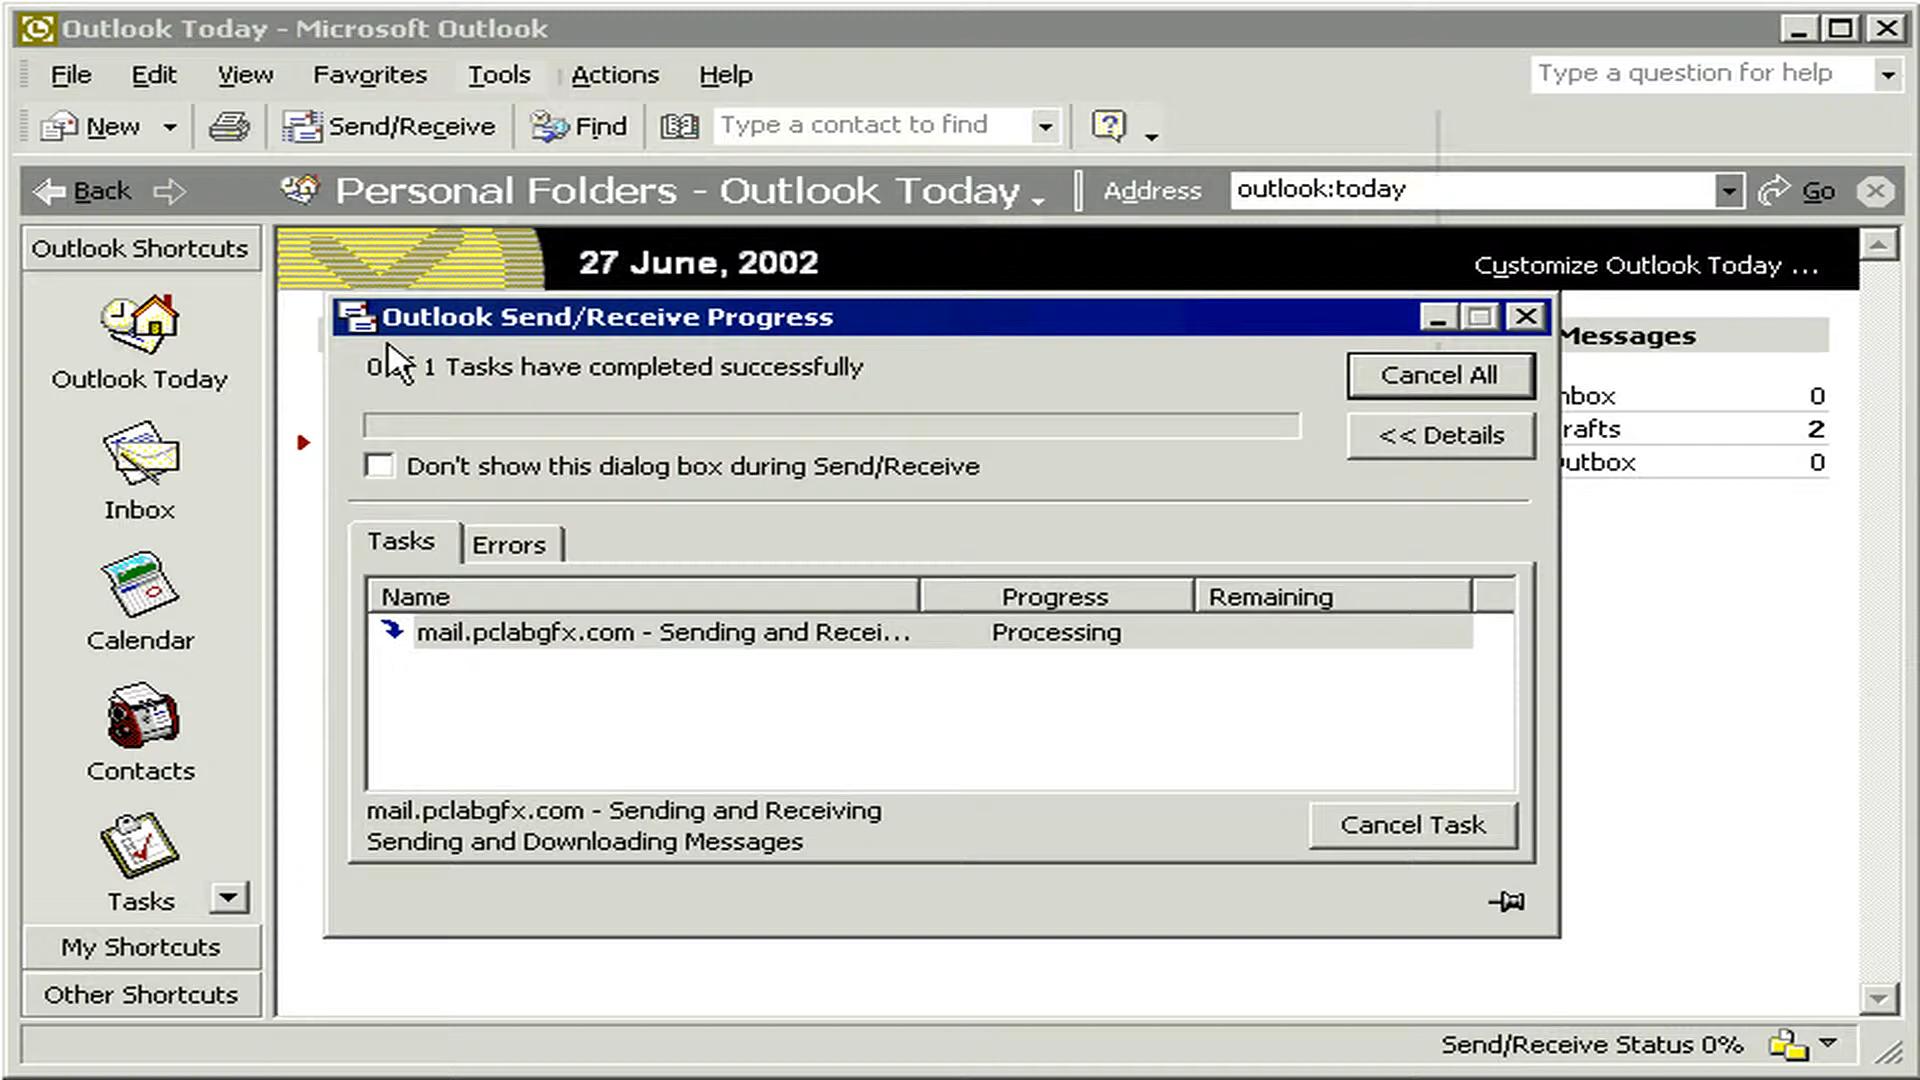 Outlook Today - Microsoft Outlook
File Edit View Favorites Tools Actions Help
Type a question for help
New Send/Receive Find Type a contact to find
Back Personal Folders - Outlook Today Address outlook:today Go
Outlook Shortcuts
27 June, 2002
Customize Outlook Today ...
Outlook Today
Inbox
Calendar
Contacts
Tasks
My Shortcuts
Other Shortcuts
Outlook Send/Receive Progress
0 1 Tasks have completed successfully
Cancel All
<< Details
Don't show this dialog box during Send/Receive
Tasks Errors
Name Progress Remaining
mail.pclabgfx.com - Sending and Recei... Processing
mail.pclabgfx.com - Sending and Receiving
Sending and Downloading Messages
Cancel Task
Messages
nbox 0
rafts 2
utbox 0
Send/Receive Status 0%